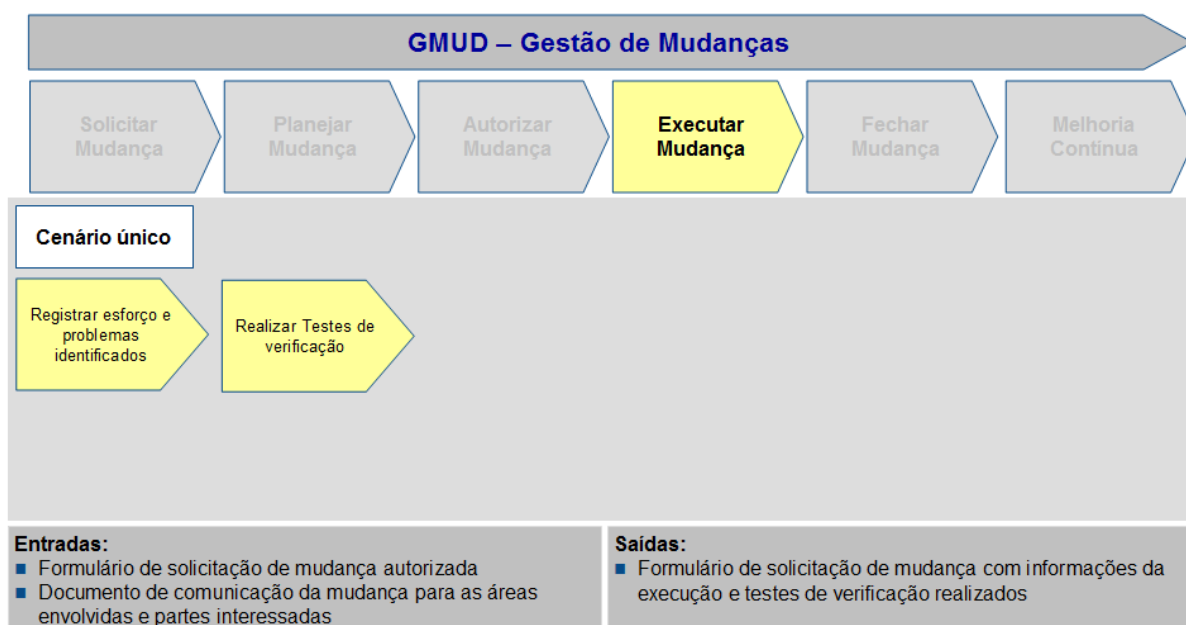 GMUD – Gestão de Mudanças
Solicitar
Mudança
Planejar
Mudança
Autorizar
Mudança
Executar
Mudança
Fechar
Mudança
Melhoria
Contínua
Cenário único
Registrar esforço e
problemas
identificados
Realizar Testes de
verificação
Entradas:
Formulário de solicitação de mudança autorizada
Documento de comunicação da mudança para as áreas
envolvidas e partes interessadas
Saídas:
Formulário de solicitação de mudança com informações da
execução e testes de verificação realizados